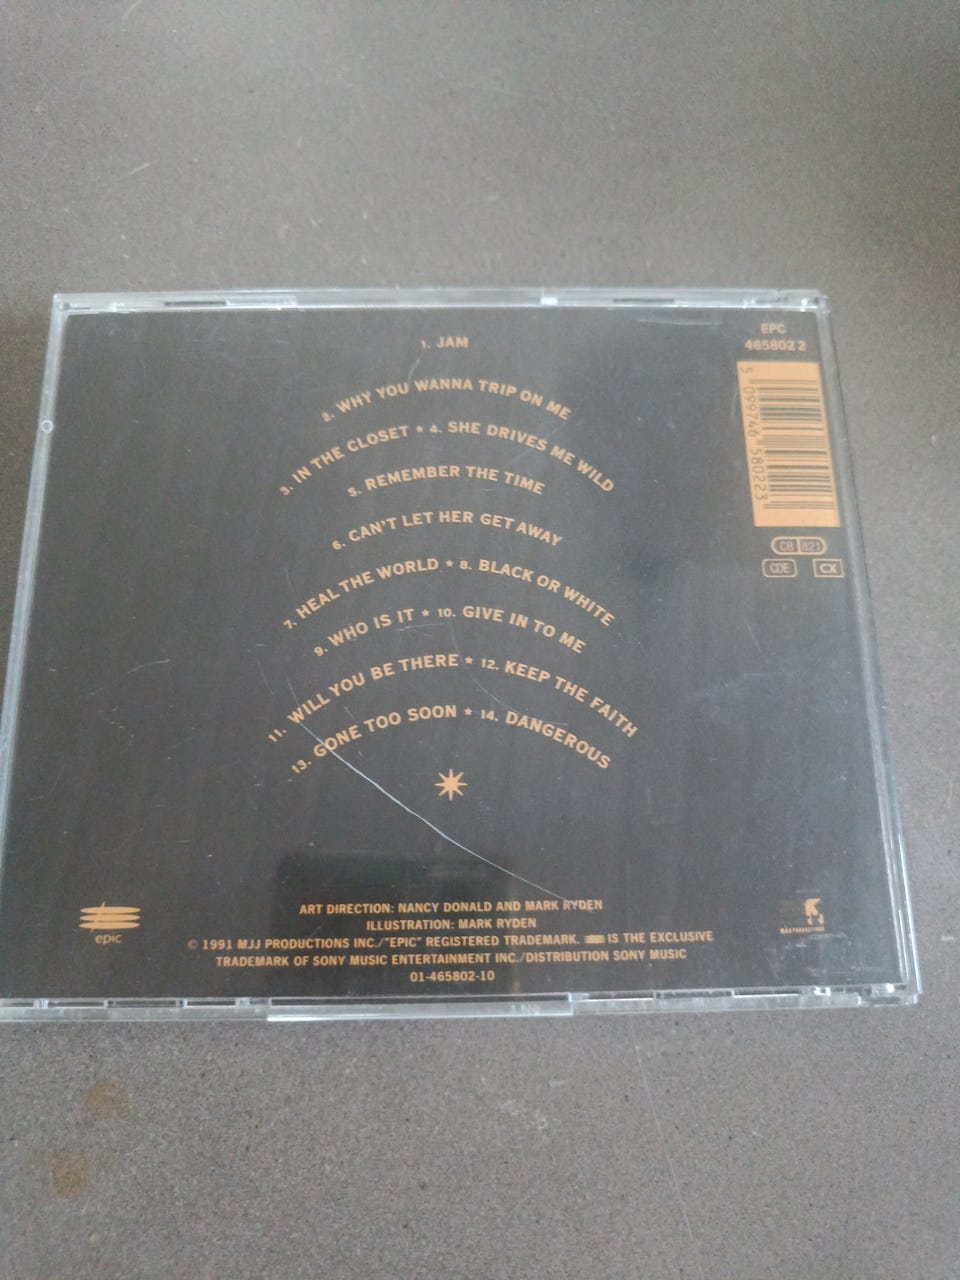 1. JAM
2. WHY YOU WANNA TRIP ON ME
3. IN THE CLOSET * 4. SHE DRIVES ME WILD
5. REMEMBER THE TIME
6. CAN'T LET HER GET AWAY
7. HEAL THE WORLD * 8. BLACK OR WHITE
9. WHO IS IT * 10. GIVE IN TO ME
11. WILL YOU BE THERE * 12. KEEP THE FAITH
13. GONE TOO SOON * 14. DANGEROUS
EPC
465802 2
5 099746 580223
CB 821
CDE CX
epic
ART DIRECTION: NANCY DONALD AND MARK RYDEN
ILLUSTRATION: MARK RYDEN
© 1991 MJJ PRODUCTIONS INC./"EPIC" REGISTERED TRADEMARK. IS THE EXCLUSIVE
TRADEMARK OF SONY MUSIC ENTERTAINMENT INC./DISTRIBUTION SONY MUSIC
01-465802-10